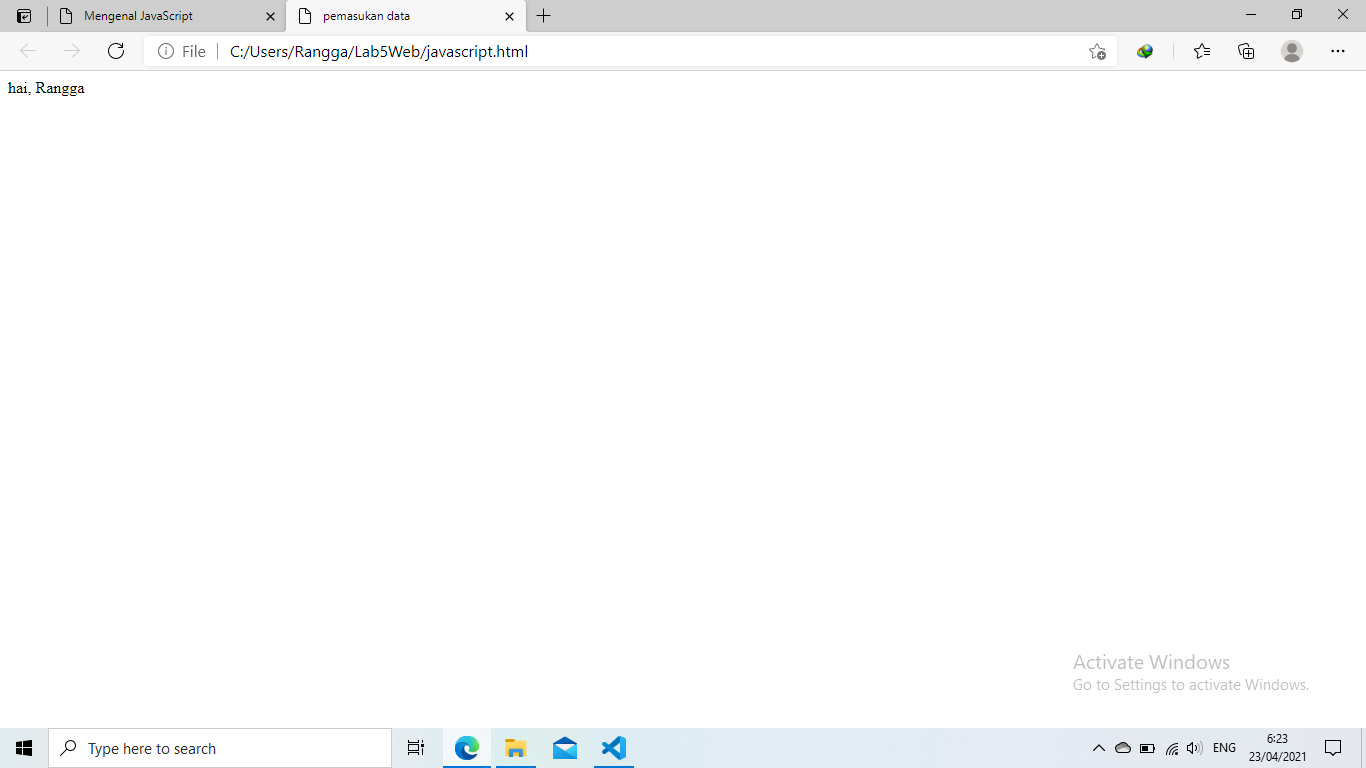 Mengenal JavaScript
pemasukan data
File
C:/Users/Rangga/Lab5Web/javascript.html
hai, Rangga
Activate Windows
Go to Settings to activate Windows.
Type here to search
ENG
6:23
23/04/2021